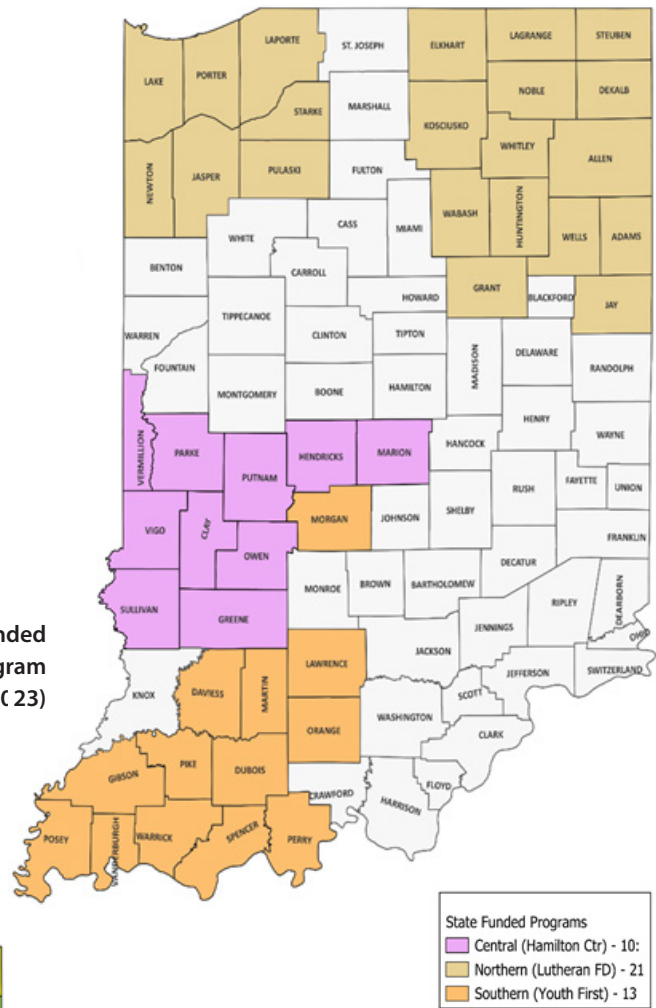 LAKE
PORTER
LAPORTE
ST. JOSEPH
ELKHART
LAGRANGE
STEUBEN
NOBLE
DEKALB
STARKE
MARSHALL
KOSCIUSKO
WHITLEY
ALLEN
NEWTON
JASPER
PULASKI
FULTON
WABASH
HUNTINGTON
WELLS
ADAMS
WHITE
CASS
MIAMI
BENTON
CARROLL
HOWARD
GRANT
BLACKFORD
JAY
WARREN
TIPPECANOE
CLINTON
TIPTON
MADISON
DELAWARE
RANDOLPH
FOUNTAIN
MONTGOMERY
BOONE
HAMILTON
HENRY
WAYNE
VERMILLION
PARKE
PUTNAM
HENDRICKS
MARION
HANCOCK
RUSH
FAYETTE
UNION
VIGO
CLAY
OWEN
MORGAN
JOHNSON
SHELBY
FRANKLIN
DECATUR
SULLIVAN
GREENE
MONROE
BROWN
BARTHOLOMEW
RIPLEY
DEARBORN
JENNINGS
OHIO
nded
gram
023)
KNOX
DAVIESS
MARTIN
LAWRENCE
JACKSON
JEFFERSON
SWITZERLAND
SCOTT
ORANGE
WASHINGTON
CLARK
GIBSON
PIKE
DUBOIS
CRAWFORD
HARRISON
FLOYD
POSEY
VANDERBURGH
WARRICK
SPENCER
PERRY
State Funded Programs
Central (Hamilton Ctr) - 10:
Northern (Lutheran FD) - 21
Southern (Youth First) - 13